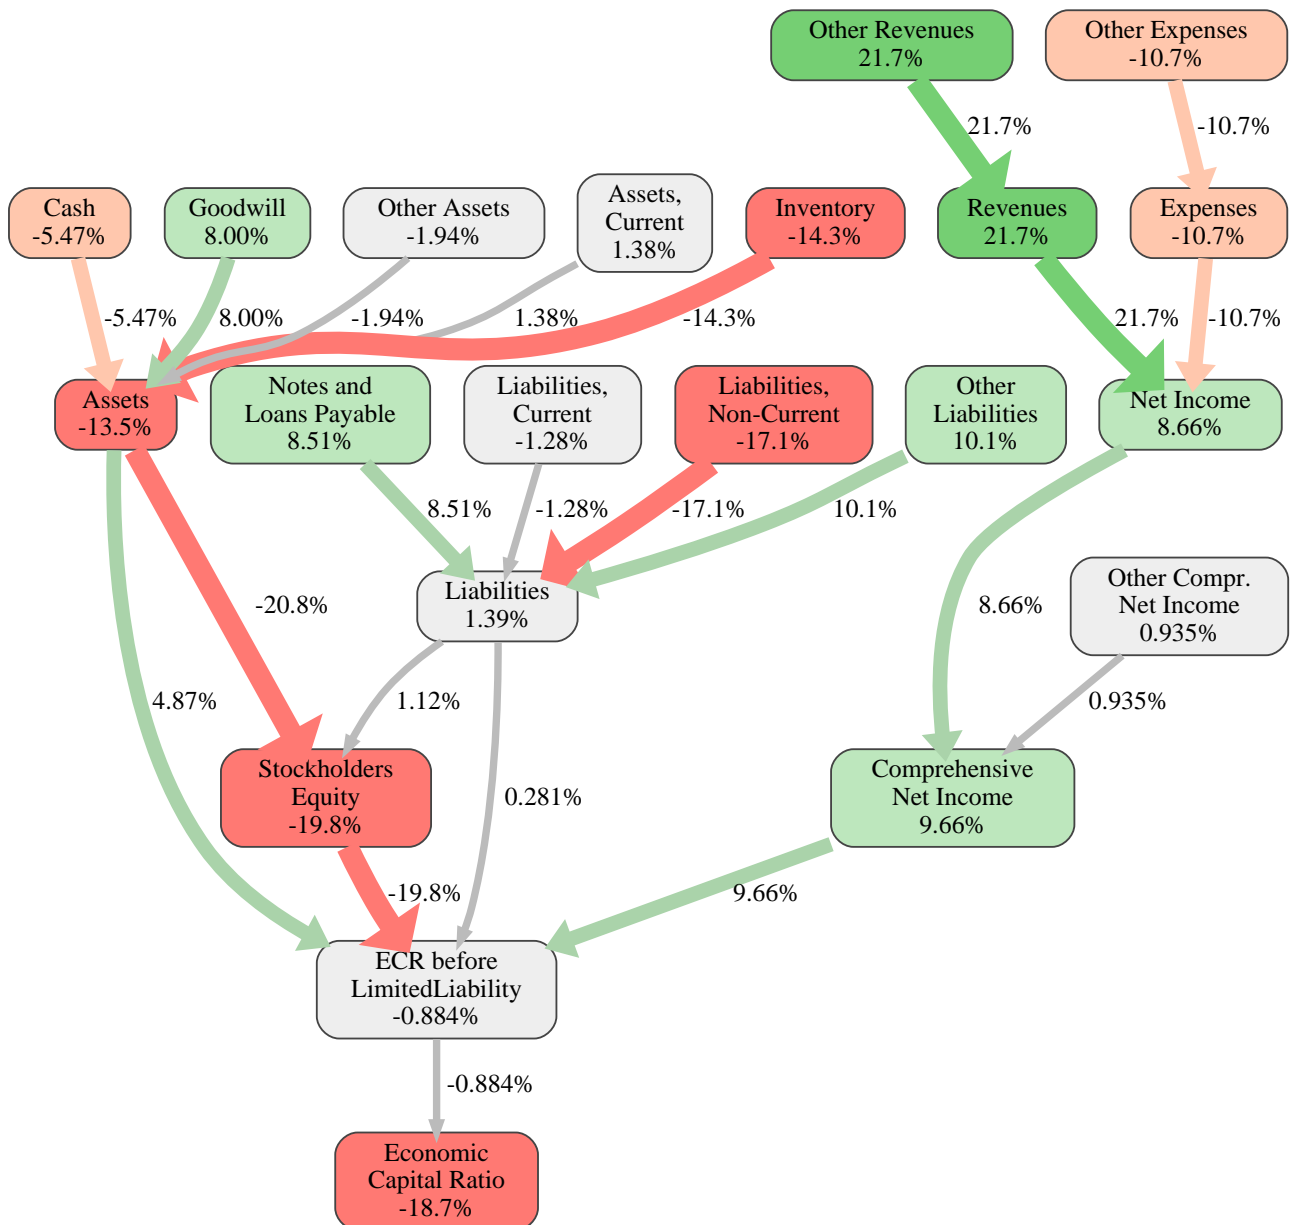 Other Revenues
21.7%
Other Expenses
-10.7%
21.7%
-10.7%
Cash
-5.47%
Goodwill
8.00%
Other Assets
-1.94%
Assets,
Current
1.38%
Inventory
-14.3%
Revenues
21.7%
Expenses
-10.7%
-5.47%
8.00%
-1.94%
1.38%
-14.3%
21.7%
-10.7%
Assets
-13.5%
Notes and
Loans Payable
8.51%
Liabilities,
Current
-1.28%
Liabilities,
Non-Current
-17.1%
Other
Liabilities
10.1%
Net Income
8.66%
8.51%
-1.28%
-17.1%
10.1%
Liabilities
1.39%
-20.8%
8.66%
Other Compr.
Net Income
0.935%
4.87%
1.12%
0.935%
Stockholders
Equity
-19.8%
0.281%
Comprehensive
Net Income
9.66%
-19.8%
9.66%
ECR before
LimitedLiability
-0.884%
-0.884%
Economic
Capital Ratio
-18.7%